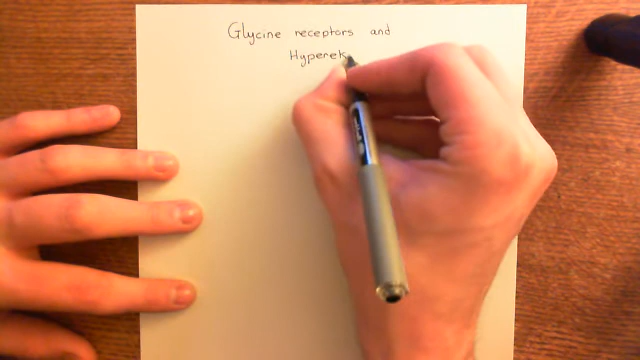 Glycine receptors and
Hyperek